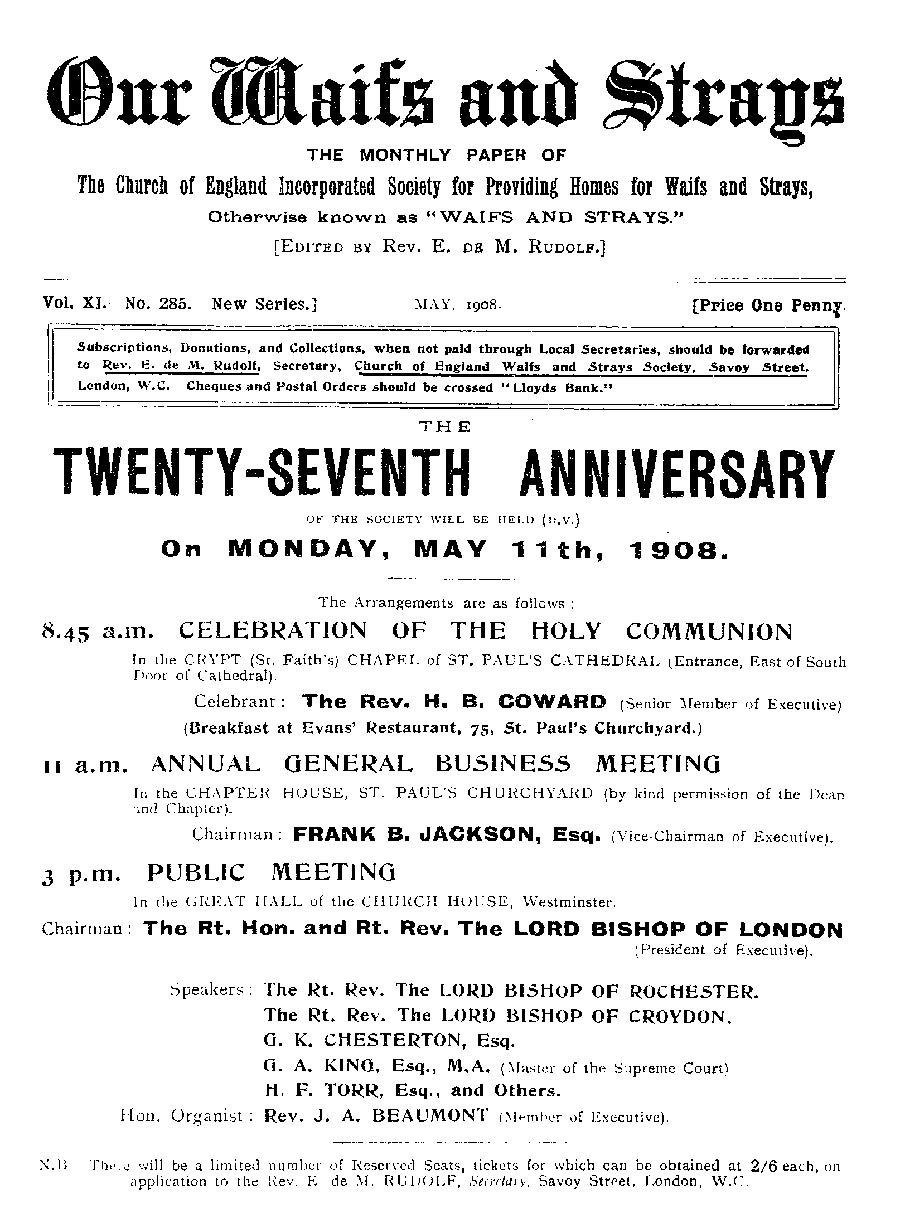 Our Waifs and Strays
THE MONTHLY PAPER OF
The Church of England Incorporated Society for Providing Homes for Waifs and Strays,
Otherwise known as "WAIFS AND STRAYS."
[EDITED BY REV. E. DE M. RUDOLF.]
Vol. XI. No. 285. New Series.] MAY, 1908. [Price One Penny.
Subscriptions, Donations, and Collections, when not paid through Local Secretaries, should be forwarded
to Rev. E. de M. Rudolf, Secretary, Church of England Waifs and Strays Society, Savoy Street,
London, W.C. Cheques and Postal Orders should be crossed "Lloyds Bank."
THE
TWENTY-SEVENTH ANNIVERSARY
OF THE SOCIETY WILL BE HELD (D.V.)
On MONDAY, MAY 11th, 1908.
The Arrangements are as follows:
8.45 a.m. CELEBRATION OF THE HOLY COMMUNION
In the CRYPT (St. Faith's) CHAPEL of ST. PAUL'S CATHEDRAL (Entrance, East of South
Door of Cathedral).
Celebrant: The Rev. H. B. COWARD (Senior Member of Executive)
(Breakfast at Evans' Restaurant, 75, St. Paul's Churchyard.)
11 a.m. ANNUAL GENERAL BUSINESS MEETING
In the CHAPTER HOUSE, ST. PAUL'S CHURCHYARD (by kind permission of the Dean
and Chapter).
Chairman: FRANK B. JACKSON, Esq. (Vice-Chairman of Executive).
3 p.m. PUBLIC MEETING
In the GREAT HALL of the CHURCH HOUSE, Westminster.
Chairman: The Rt. Hon. and Rt. Rev. The LORD BISHOP OF LONDON
(President of Executive).
Speakers: The Rt. Rev. The LORD BISHOP OF ROCHESTER.
The Rt. Rev. The LORD BISHOP OF CROYDON.
G. K. CHESTERTON, Esq.
G. A. KING, Esq., M.A. (Master of the Supreme Court)
H. F. TORR, Esq., and Others.
Hon. Organist: Rev. J. A. BEAUMONT (Member of Executive).
N.B. There will be a limited number of Reserved Seats, tickets for which can be obtained at 2/6 each, on
application to the Rev. E. de M. RUDOLF, Secretary, Savoy Street, London, W.C.